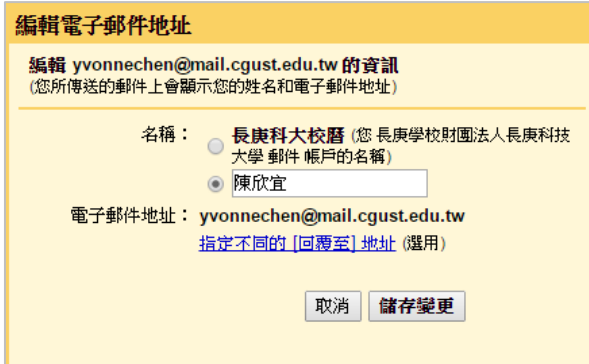 編輯電子郵件地址
編輯 yvonnechen@mail.cgust.edu.tw 的資訊
(您所傳送的郵件上會顯示您的姓名和電子郵件地址)
名稱： 長庚科大校曆 (您 長庚學校財團法人長庚科技
大學 郵件 帳戶的名稱)
陳欣宜
電子郵件地址： yvonnechen@mail.cgust.edu.tw
指定不同的 [回覆至] 地址 (選用)
取消 儲存變更